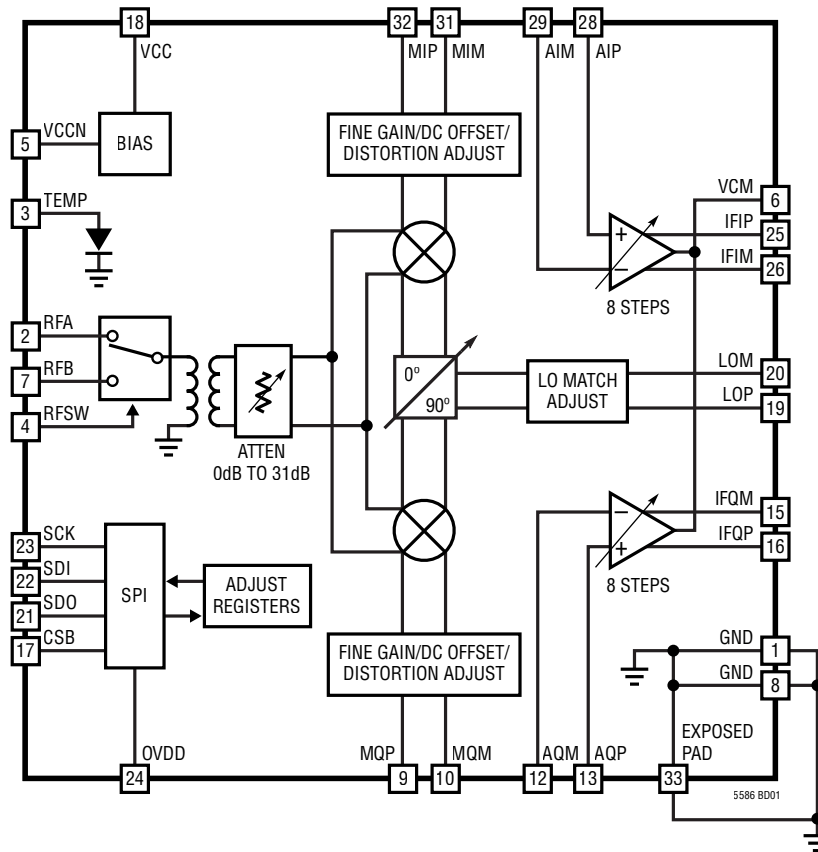 18
VCC
32
MIP
31
MIM
29
AIM
28
AIP
5
VCCN
BIAS
FINE GAIN/DC OFFSET/
DISTORTION ADJUST
3
TEMP
VCM
6
IFIP
25
IFIM
26
+
−
8 STEPS
2
RFA
7
RFB
4
RFSW
ATTEN
0dB TO 31dB
0º
90º
LO MATCH
ADJUST
LOM
20
LOP
19
IFQM
15
IFQP
16
−
+
8 STEPS
23
SCK
22
SDI
21
SDO
17
CSB
SPI
ADJUST
REGISTERS
FINE GAIN/DC OFFSET/
DISTORTION ADJUST
GND
1
GND
8
EXPOSED
PAD
OVDD
24
MQP
9
MQM
10
AQM
12
AQP
13
33
5586 BD01